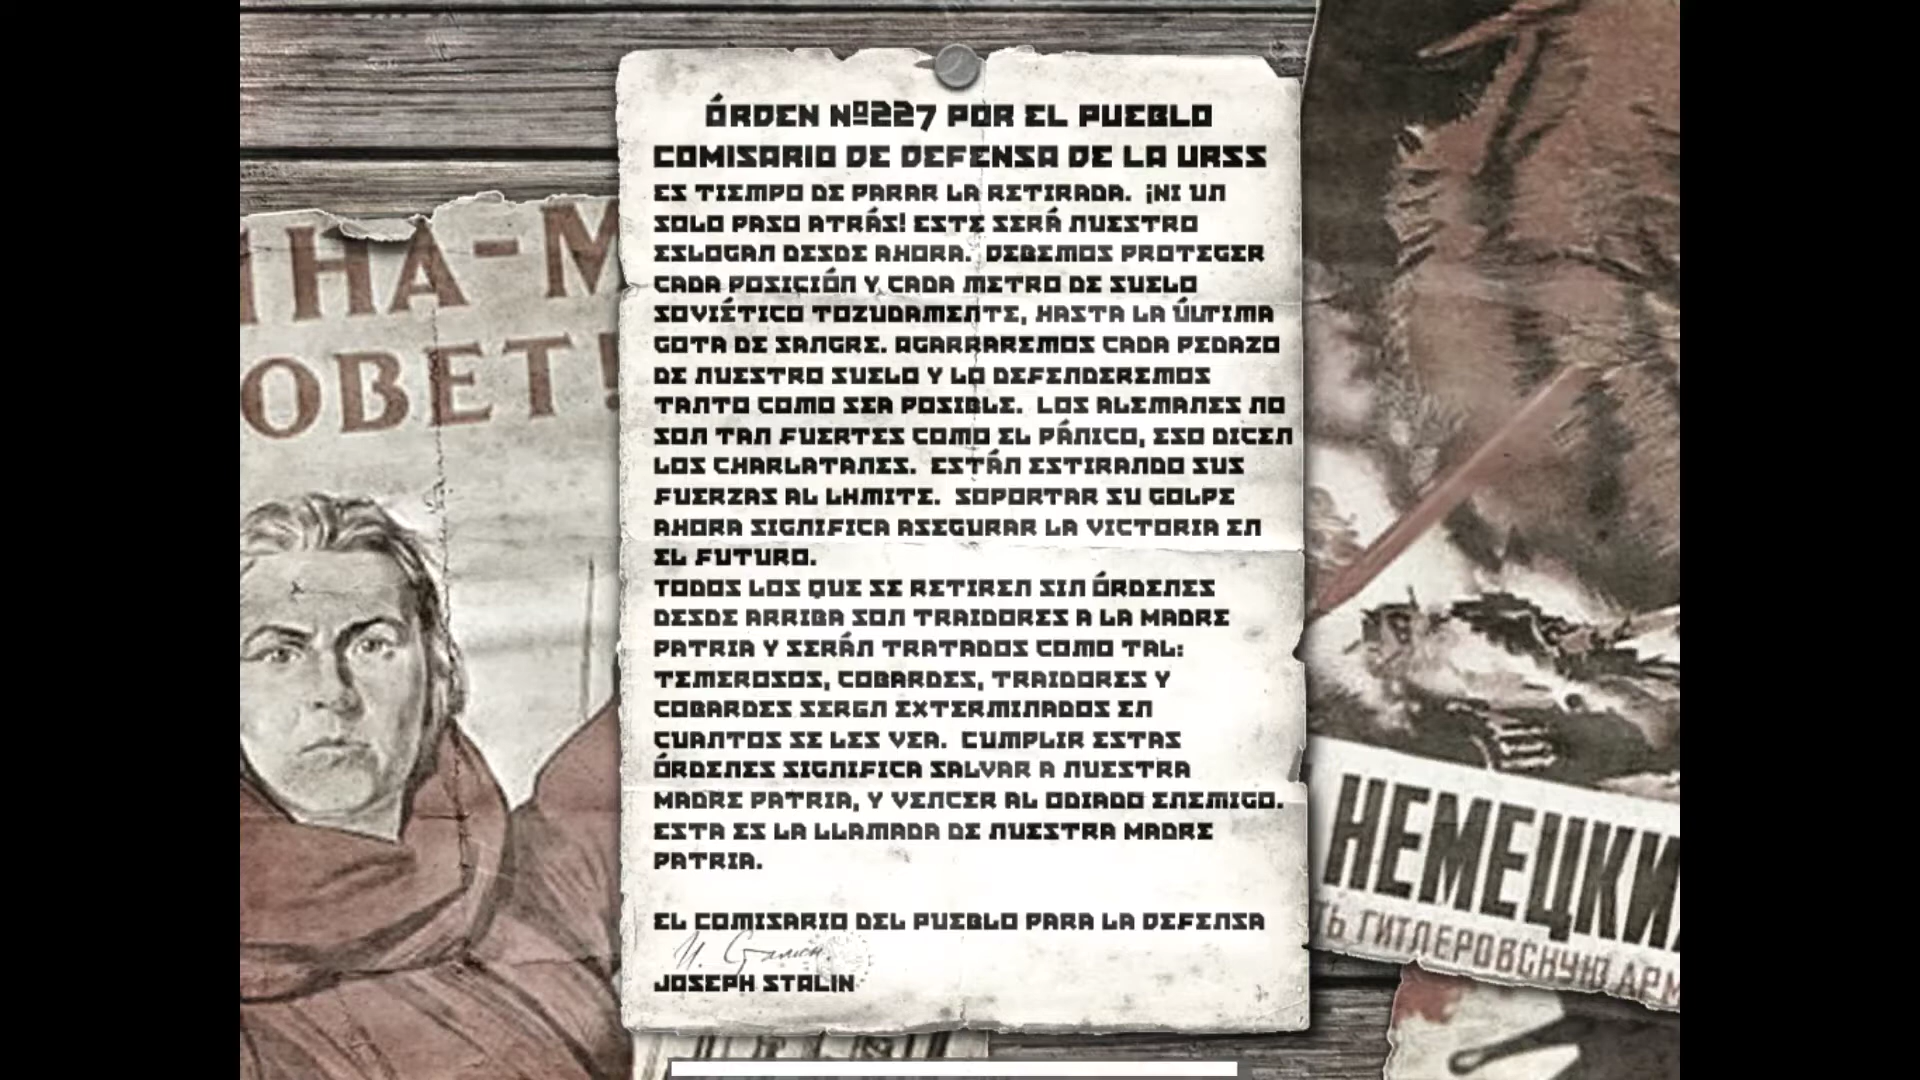 ÓRDEN Nº227 POR EL PUEBLO
COMISARIO DE DEFENSA DE LA URSS
ES TIEMPO DE PARAR LA RETIRADA. ¡NI UN
SOLO PASO ATRÁS! ESTE SERÁ NUESTRO
ESLOGAN DESDE AHORA. DEBEMOS PROTEGER
CADA POSICIÓN Y CADA METRO DE SUELO
SOVIÉTICO TOZUDAMENTE, HASTA LA ÚLTIMA
GOTA DE SANGRE. AGARRAREMOS CADA PEDAZO
DE NUESTRO SUELO Y LO DEFENDEREMOS
TANTO COMO SEA POSIBLE. LOS ALEMANES NO
SON TAN FUERTES COMO EL PÁNICO, ESO DICEN
LOS CHARLATANES. ESTÁN ESTIRANDO SUS
FUERZAS AL LHMITE. SOPORTAR SU GOLPE
AHORA SIGNIFICA ASEGURAR LA VICTORIA EN
EL FUTURO.
TODOS LOS QUE SE RETIREN SIN ÓRDENES
DESDE ARRIBA SON TRAIDORES A LA MADRE
PATRIA Y SERÁN TRATADOS COMO TAL:
TEMEROSOS, COBARDES, TRAIDORES Y
COBARDES SERGN EXTERMINADOS EN
CUANTOS SE LES VEA. CUMPLIR ESTAS
ÓRDENES SIGNIFICA SALVAR A NUESTRA
MADRE PATRIA, Y VENCER AL ODIADO ENEMIGO.
ESTA ES LA LLAMADA DE NUESTRA MADRE
PATRIA.
EL COMISARIO DEL PUEBLO PARA LA DEFENSA
И. Сталин
JOSEPH STALIN
ИНА-М
ОВЕТ!
НЕМЕЦКИ
ТЬ ГИТЛЕРОВСКУЮ АРМ